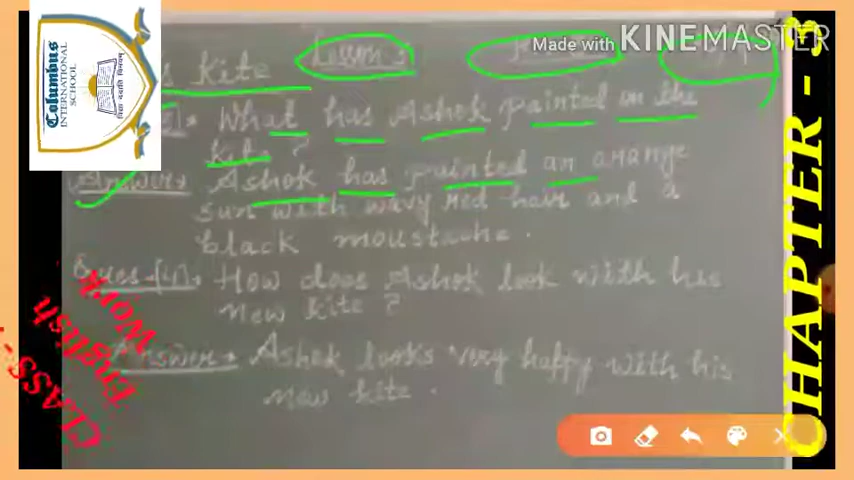 Columbus
INTERNATIONAL
SCHOOL
Made with KINEMASTER
Kite
What has Ashok painted on the
kite ?
Answer → Ashok has painted an orange
sun with wavy red hair and a
black moustache.
Ques-(ii). How does Ashok look with his
new kite ?
Answer → Ashok looks very happy with his
new kite.
CHAPTER - 3
CLASS-
English
Work